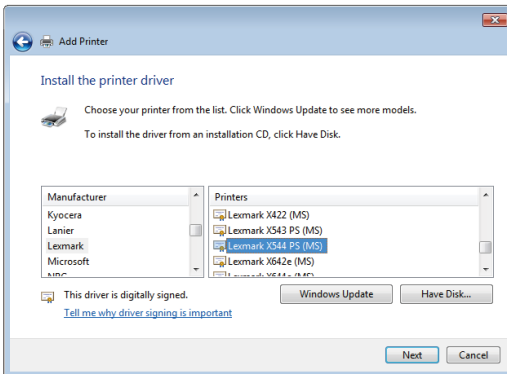 Add Printer
Install the printer driver
Choose your printer from the list. Click Windows Update to see more models.
To install the driver from an installation CD, click Have Disk.
Manufacturer
Kyocera
Lanier
Lexmark
Microsoft
Printers
Lexmark X422 (MS)
Lexmark X543 PS (MS)
Lexmark X544 PS (MS)
Lexmark X642e (MS)
This driver is digitally signed.
Tell me why driver signing is important
Windows Update
Have Disk...
Next
Cancel